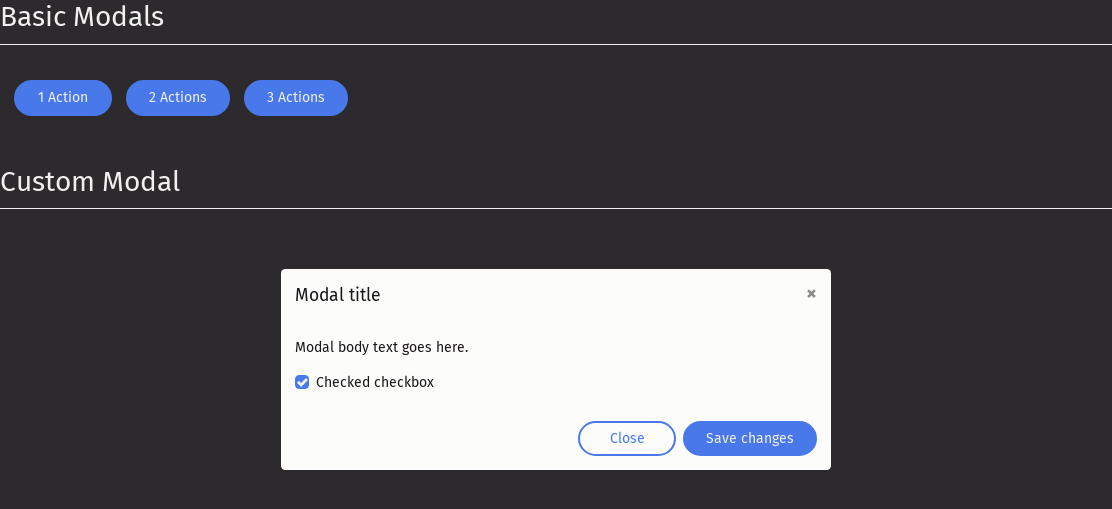 Basic Modals
1 Action 2 Actions 3 Actions
Custom Modal
Modal title ×
Modal body text goes here.
Checked checkbox
Close Save changes